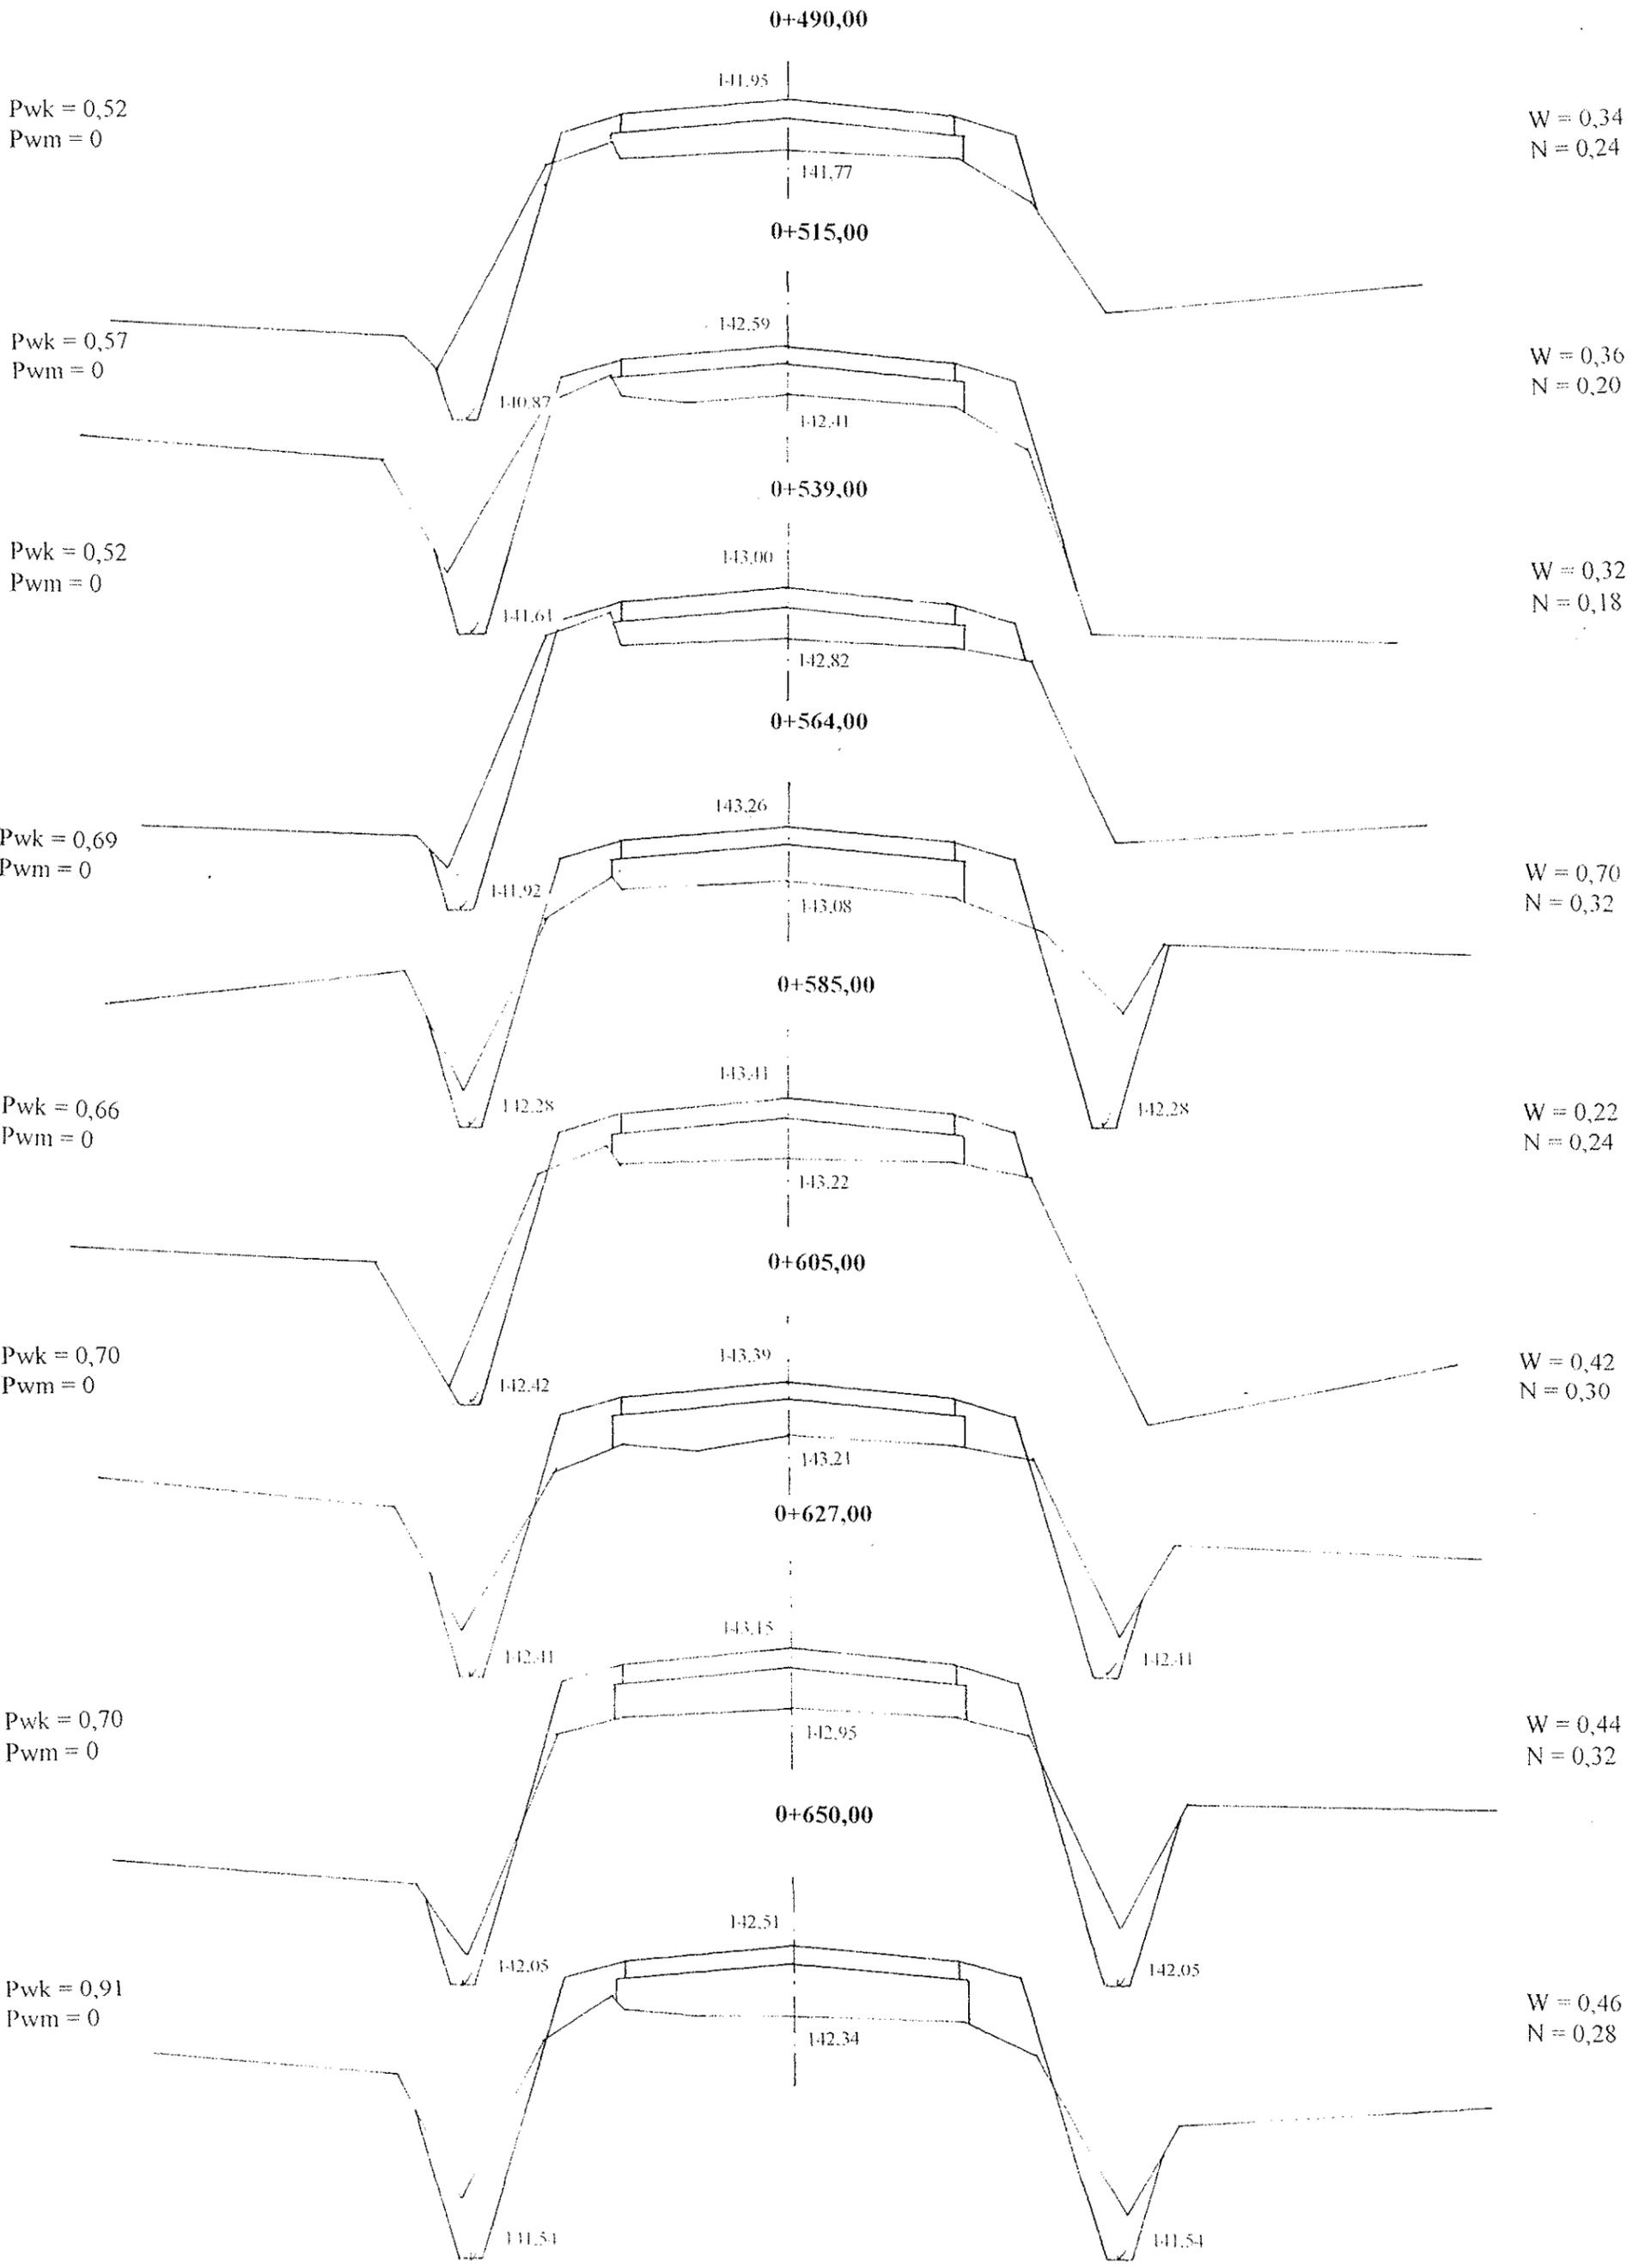 0+490,00
141,95
Pwk = 0,52
Pwm = 0
W = 0,34
N = 0,24
141,77
0+515,00
142,59
Pwk = 0,57
Pwm = 0
W = 0,36
N = 0,20
140,87
142,41
0+539,00
143,00
Pwk = 0,52
Pwm = 0
W = 0,32
N = 0,18
141,61
142,82
0+564,00
143,26
Pwk = 0,69
Pwm = 0
W = 0,70
N = 0,32
141,92
143,08
0+585,00
143,41
Pwk = 0,66
Pwm = 0
142,28
142,28
W = 0,22
N = 0,24
143,22
0+605,00
143,39
Pwk = 0,70
Pwm = 0
W = 0,42
N = 0,30
142,42
143,21
0+627,00
143,15
142,41
142,41
Pwk = 0,70
Pwm = 0
W = 0,44
N = 0,32
142,95
0+650,00
142,51
142,05
142,05
Pwk = 0,91
Pwm = 0
W = 0,46
N = 0,28
142,34
141,54
141,54